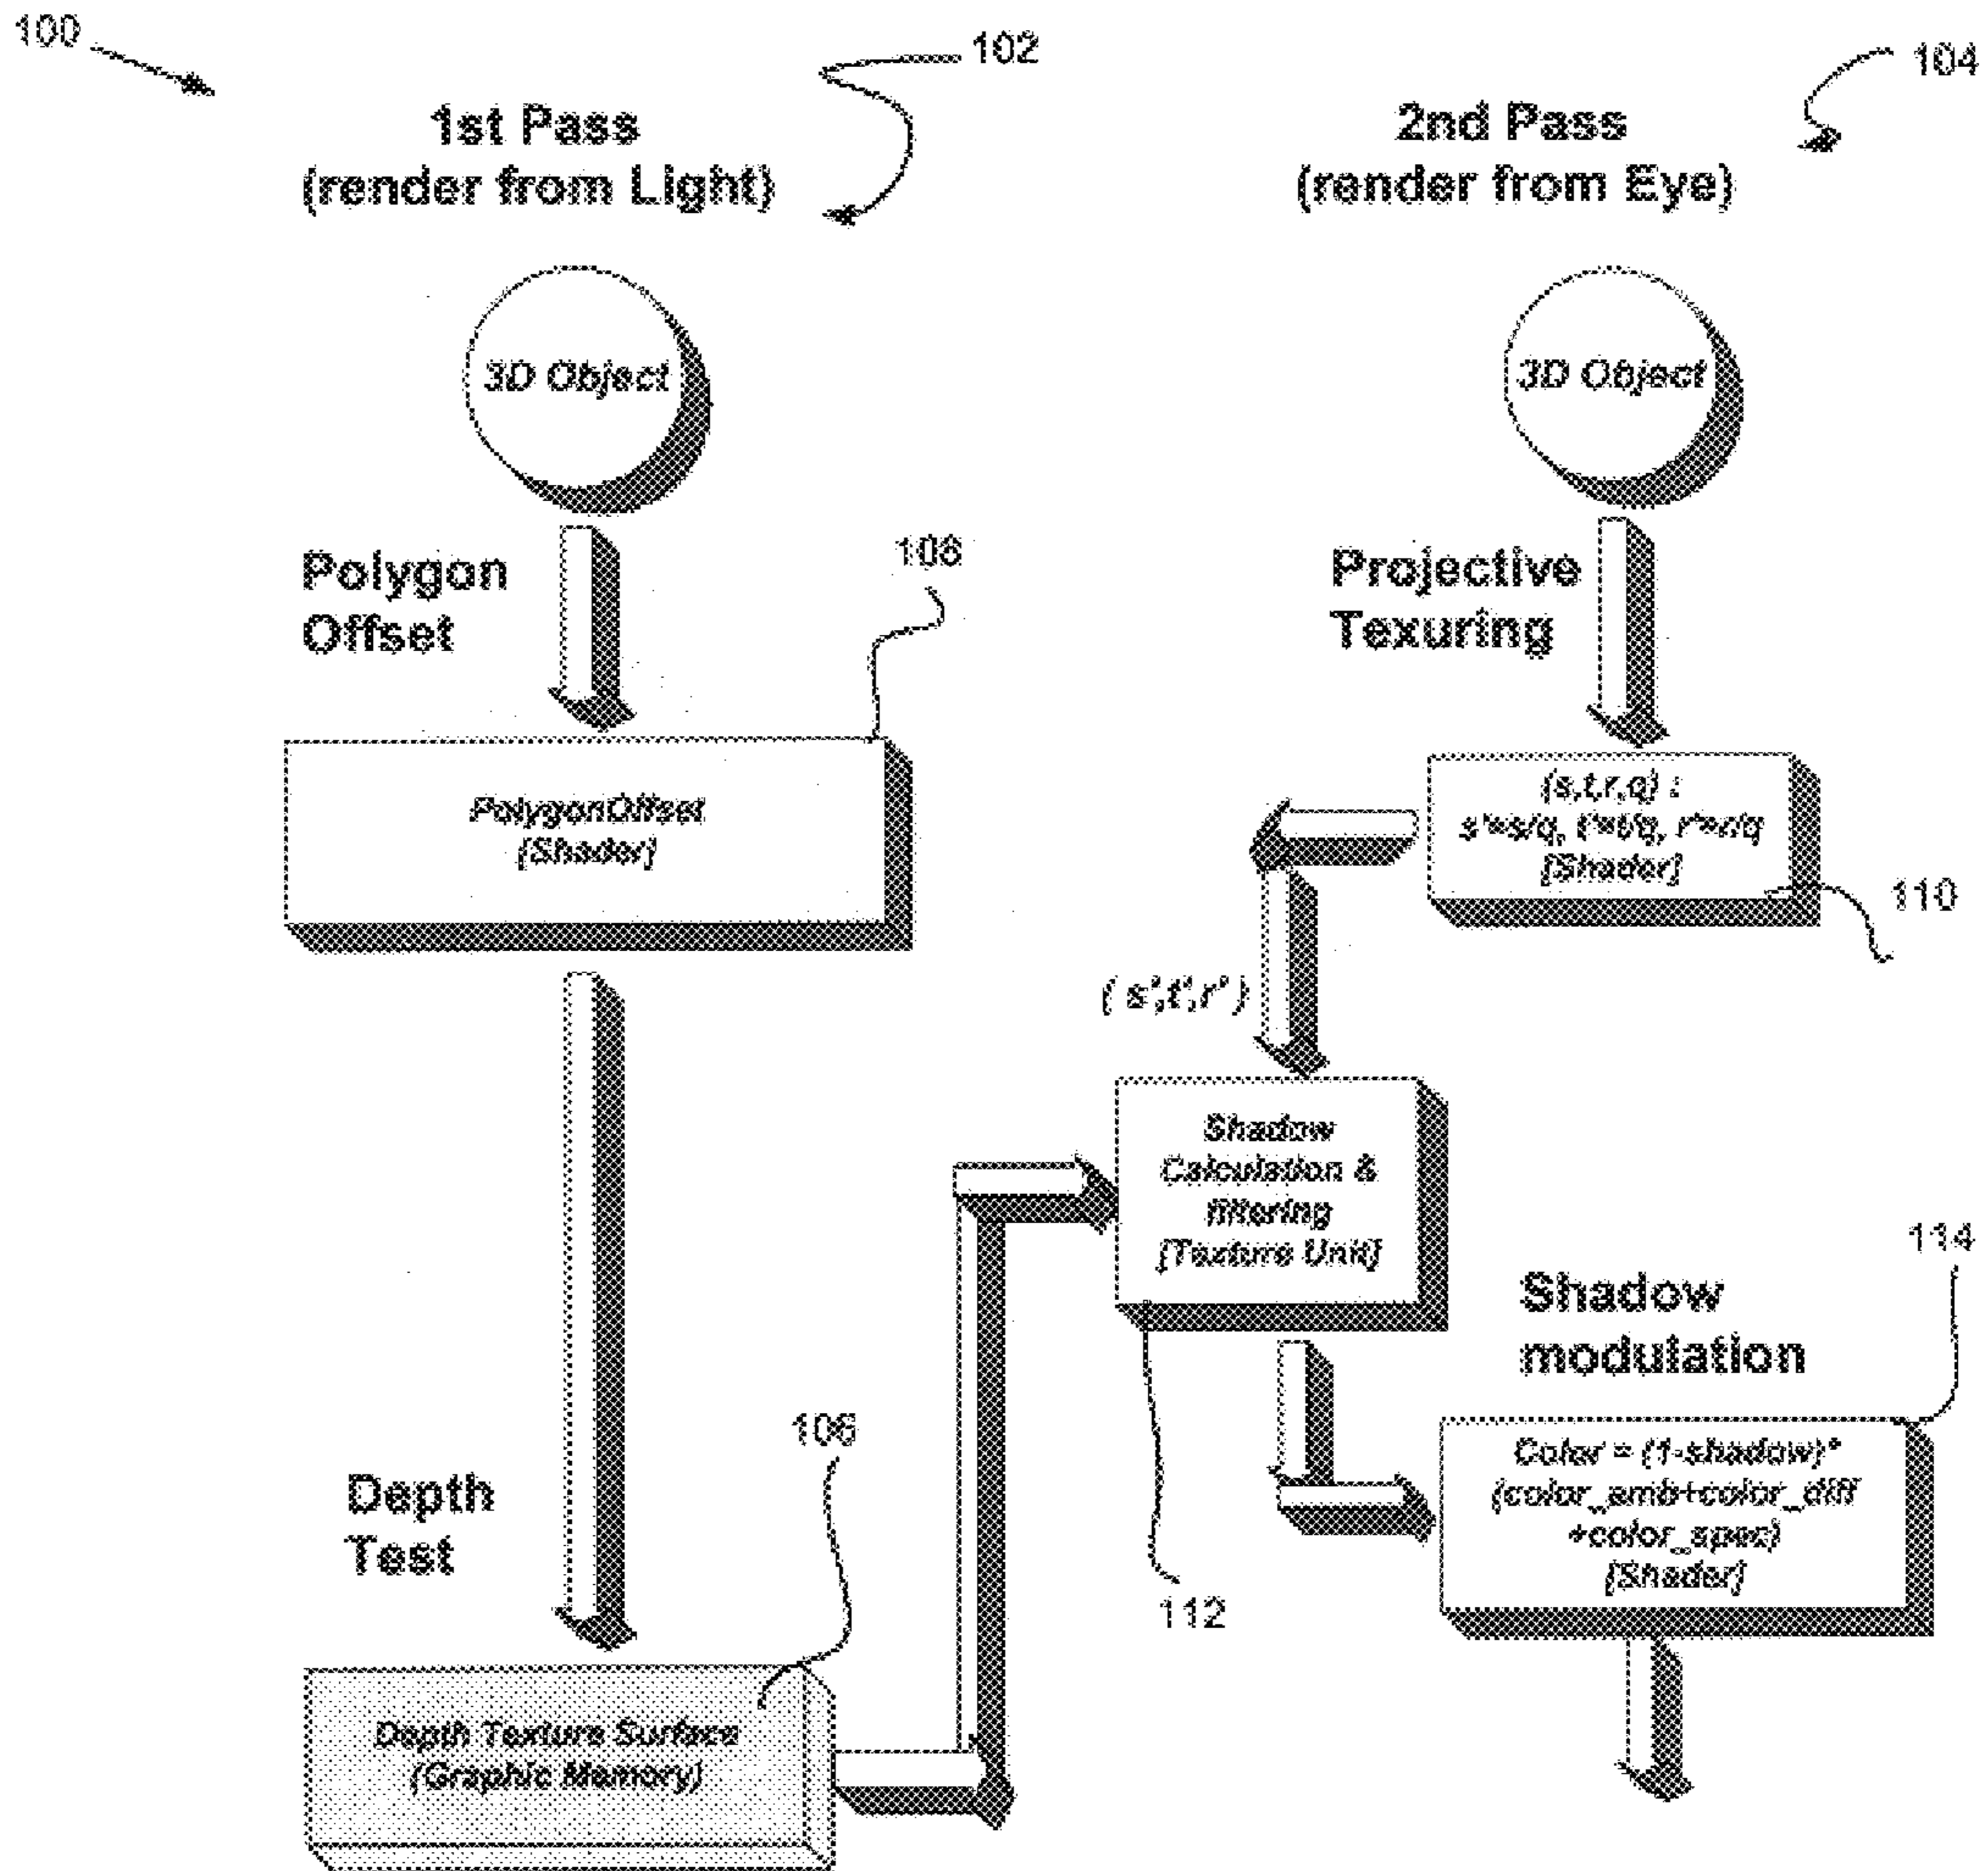 100
102
104
1st Pass
(render from Light)
2nd Pass
(render from Eye)
3D Object
3D Object
Polygon
Offset
108
Projective
Texuring
PolygonOffset
(Shader)
(s,t,r,q) :
s'=s/q, t'=t/q, r'=r/q
[Shader]
110
( s',t',r' )
Shadow
Calculation &
filtering
[Texture Unit]
114
Shadow
modulation
106
Color = (1-shadow)*
(color_amb+color_diff
+color_spec)
[Shader]
Depth
Test
112
Depth Texture Surface
(Graphic Memory)